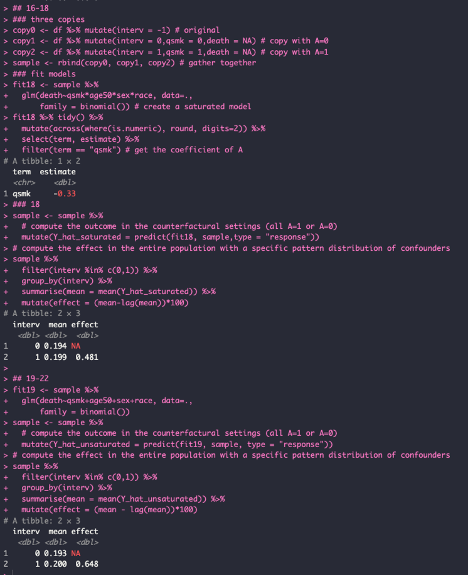 > ## 16-18
> ### three copies
> copy0 <- df %>% mutate(interv = -1) # original
> copy1 <- df %>% mutate(interv = 0,qsmk = 0,death = NA) # copy with A=0
> copy2 <- df %>% mutate(interv = 1,qsmk = 1,death = NA) # copy with A=1
> sample <- rbind(copy0, copy1, copy2) # gather together
> ### fit models
> fit18 <- sample %>%
+   glm(death~qsmk*age50*sex*race, data=.,
+       family = binomial()) # create a saturated model
> fit18 %>% tidy() %>%
+   mutate(across(where(is.numeric), round, digits=2)) %>%
+   select(term, estimate) %>%
+   filter(term == "qsmk") # get the coefficient of A
# A tibble: 1 × 2
  term estimate
  <chr>   <dbl>
1 qsmk    -0.33
> ### 18
> sample <- sample %>%
+   # compute the outcome in the counterfactural settings (all A=1 or A=0)
+   mutate(Y_hat_saturated = predict(fit18, sample,type = "response"))
> # compute the effect in the entire population with a specific pattern distribution of confounders
> sample %>%
+   filter(interv %in% c(0,1)) %>%
+   group_by(interv) %>%
+   summarise(mean = mean(Y_hat_saturated)) %>%
+   mutate(effect = (mean-lag(mean))*100)
# A tibble: 2 × 3
  interv  mean effect
   <dbl> <dbl>  <dbl>
1      0 0.194 NA
2      1 0.199  0.481
>
> ## 19-22
> fit19 <- sample %>%
+   glm(death~qsmk+age50+sex+race, data=.,
+       family = binomial())
> sample <- sample %>%
+   # compute the outcome in the counterfactural settings (all A=1 or A=0)
+   mutate(Y_hat_unsaturated = predict(fit19, sample, type = "response"))
> # compute the effect in the entire population with a specific pattern distribution of confounders
> sample %>%
+   filter(interv %in% c(0,1)) %>%
+   group_by(interv) %>%
+   summarise(mean = mean(Y_hat_unsaturated)) %>%
+   mutate(effect = (mean - lag(mean))*100)
# A tibble: 2 × 3
  interv  mean effect
   <dbl> <dbl>  <dbl>
1      0 0.193 NA
2      1 0.200  0.648
>